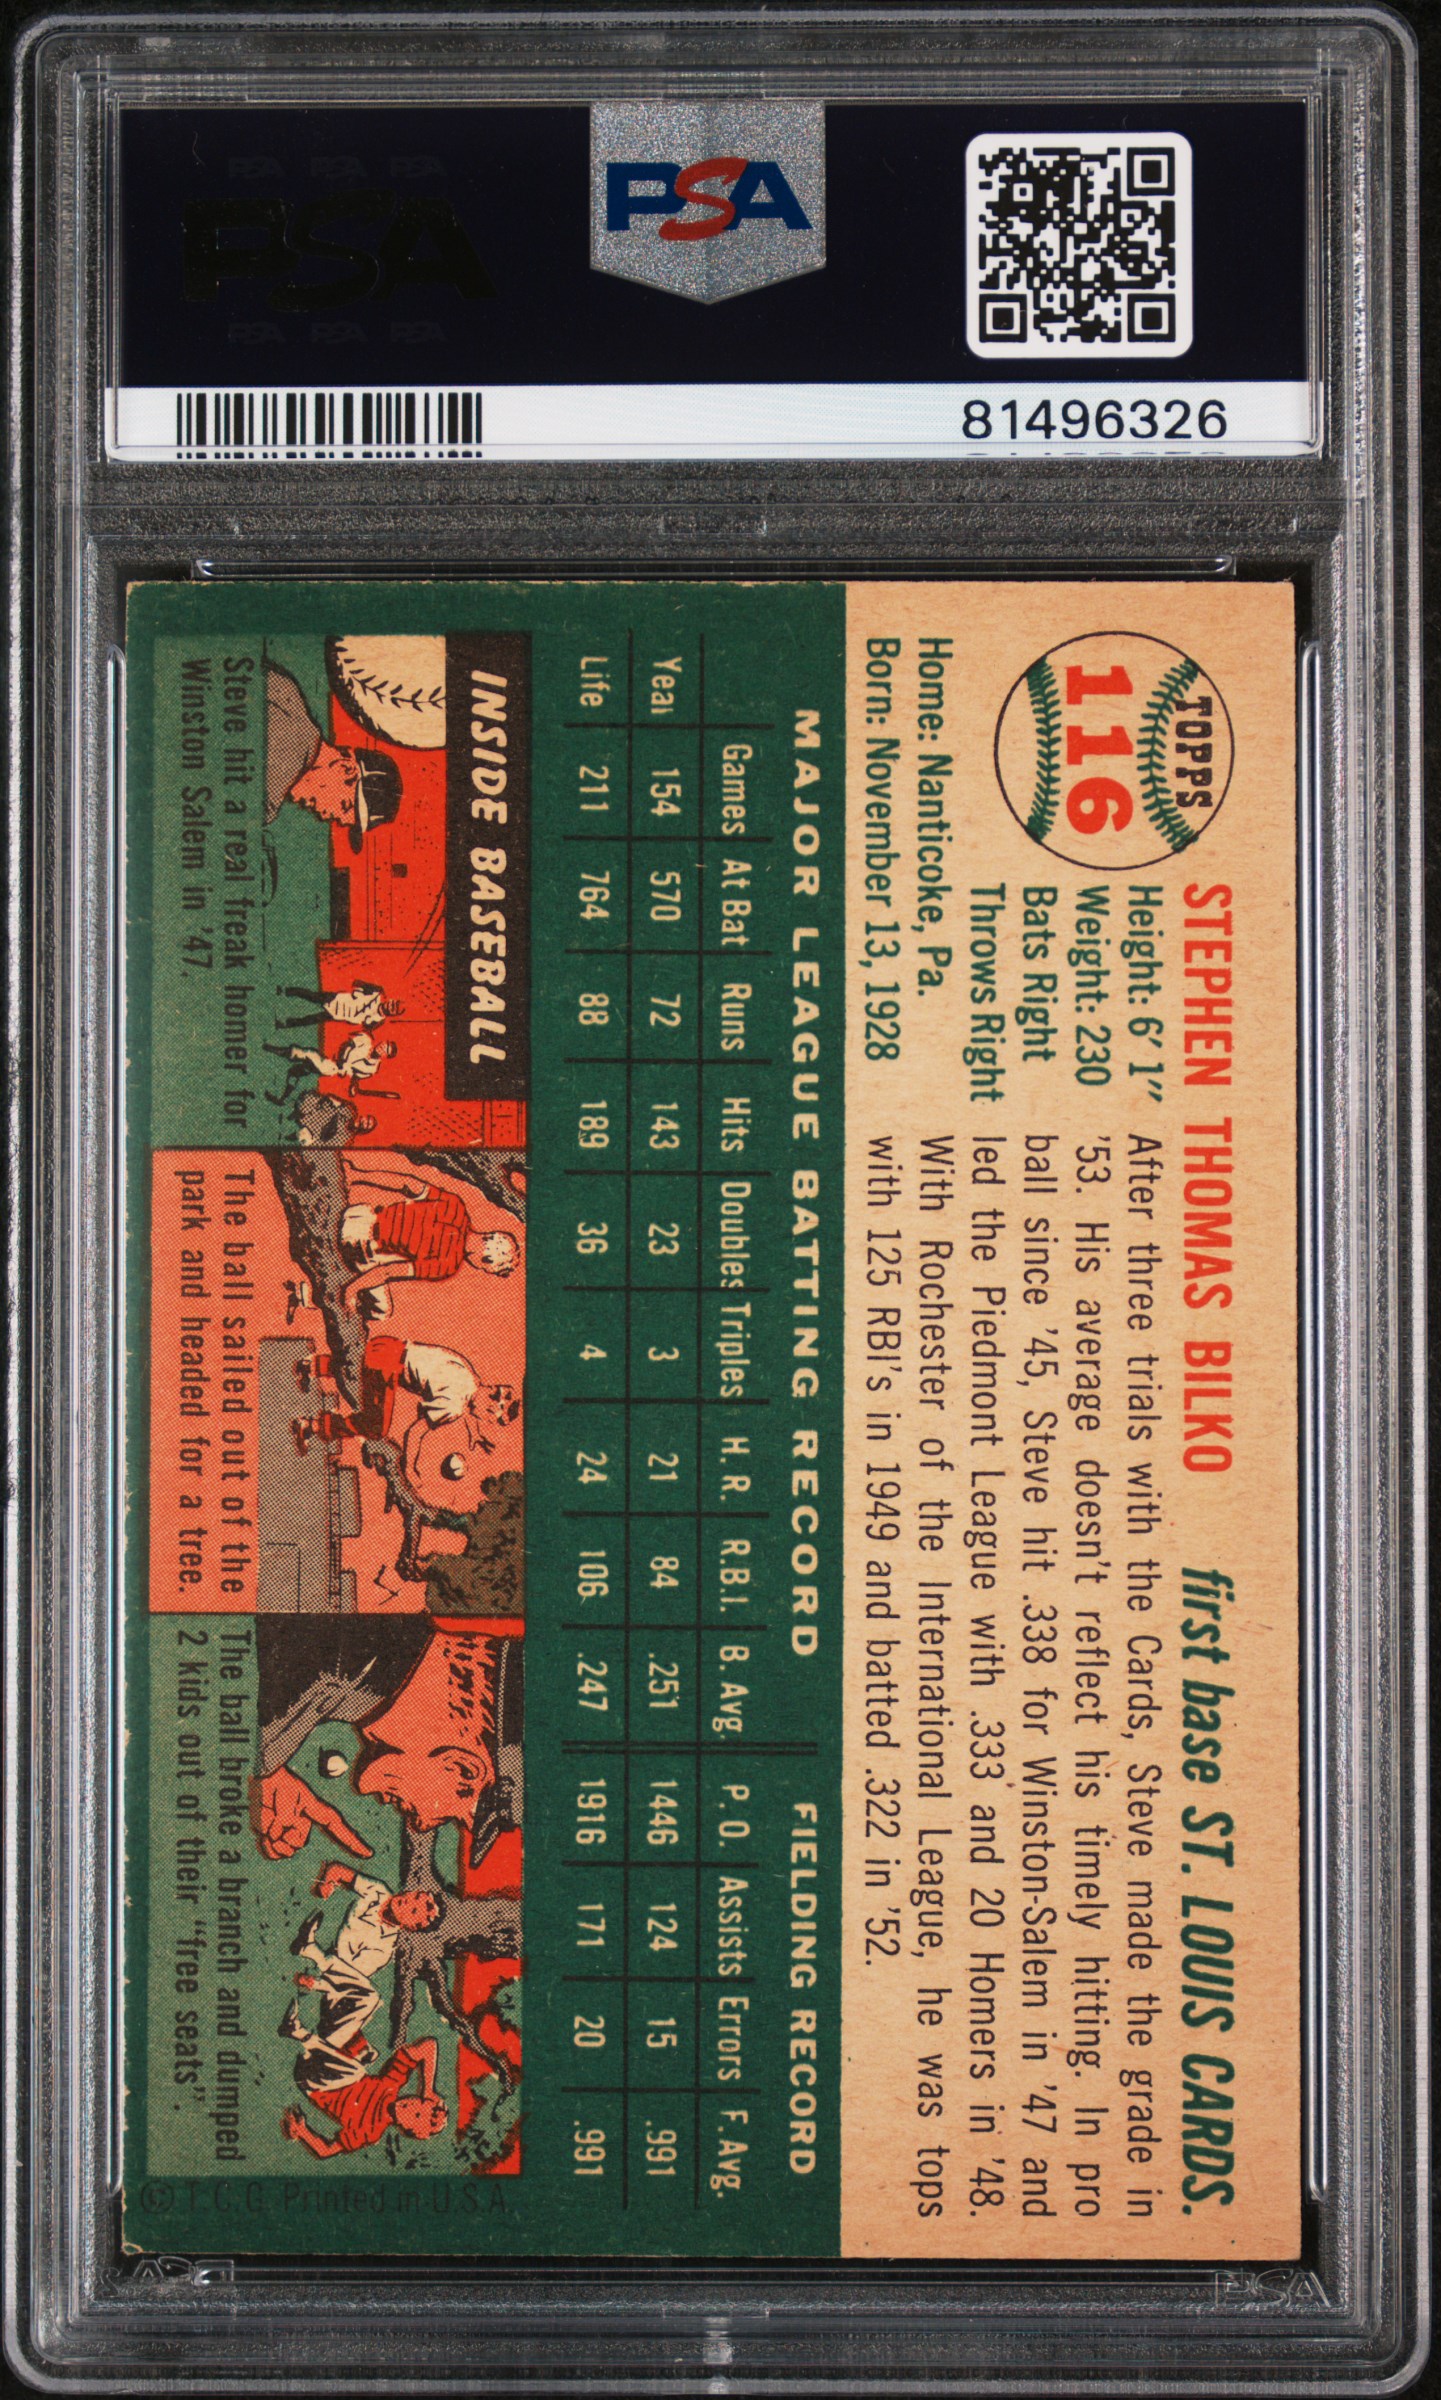 PSA PSA PSA
PSA
PSA PSA PSA
PSA
81496326
TOPPS
116
STEPHEN THOMAS BILKO first base ST. LOUIS CARDS.
Height: 6' 1"
Weight: 230
Bats Right
Throws Right
Home: Nanticoke, Pa.
Born: November 13, 1928
After three trials with the Cards, Steve made the grade in
'53. His average doesn't reflect his timely hitting. In pro
ball since '45, Steve hit .338 for Winston-Salem in '47 and
led the Piedmont League with .333 and 20 Homers in '48.
With Rochester of the International League, he was tops
with 125 RBI's in 1949 and batted .322 in '52.
MAJOR LEAGUE BATTING RECORD FIELDING RECORD
Games At Bat Runs Hits Doubles Triples H. R. R.B.I. B. Avg. P. O. Assists Errors F. Avg.
Year 154 570 72 143 23 3 21 84 .251 1446 124 15 .991
Life 211 764 88 189 36 4 24 106 .247 1916 171 20 .991
INSIDE BASEBALL
Steve hit a real freak homer for
Winston Salem in '47.
The ball sailed out of the
park and headed for a tree.
The ball broke a branch and dumped
2 kids out of their "free seats".
© T.C.G. Printed in U.S.A.
PSA
PSA